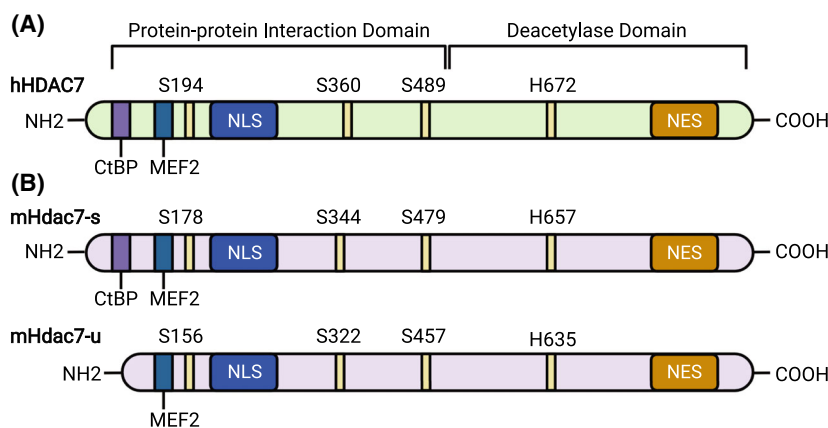 (A)
Protein-protein Interaction Domain Deacetylase Domain
hHDAC7 S194 S360 S489 H672
NH2 NLS NES COOH
CtBP MEF2
(B)
mHdac7-s S178 S344 S479 H657
NH2 NLS NES COOH
CtBP MEF2
mHdac7-u S156 S322 S457 H635
NH2 NLS NES COOH
MEF2